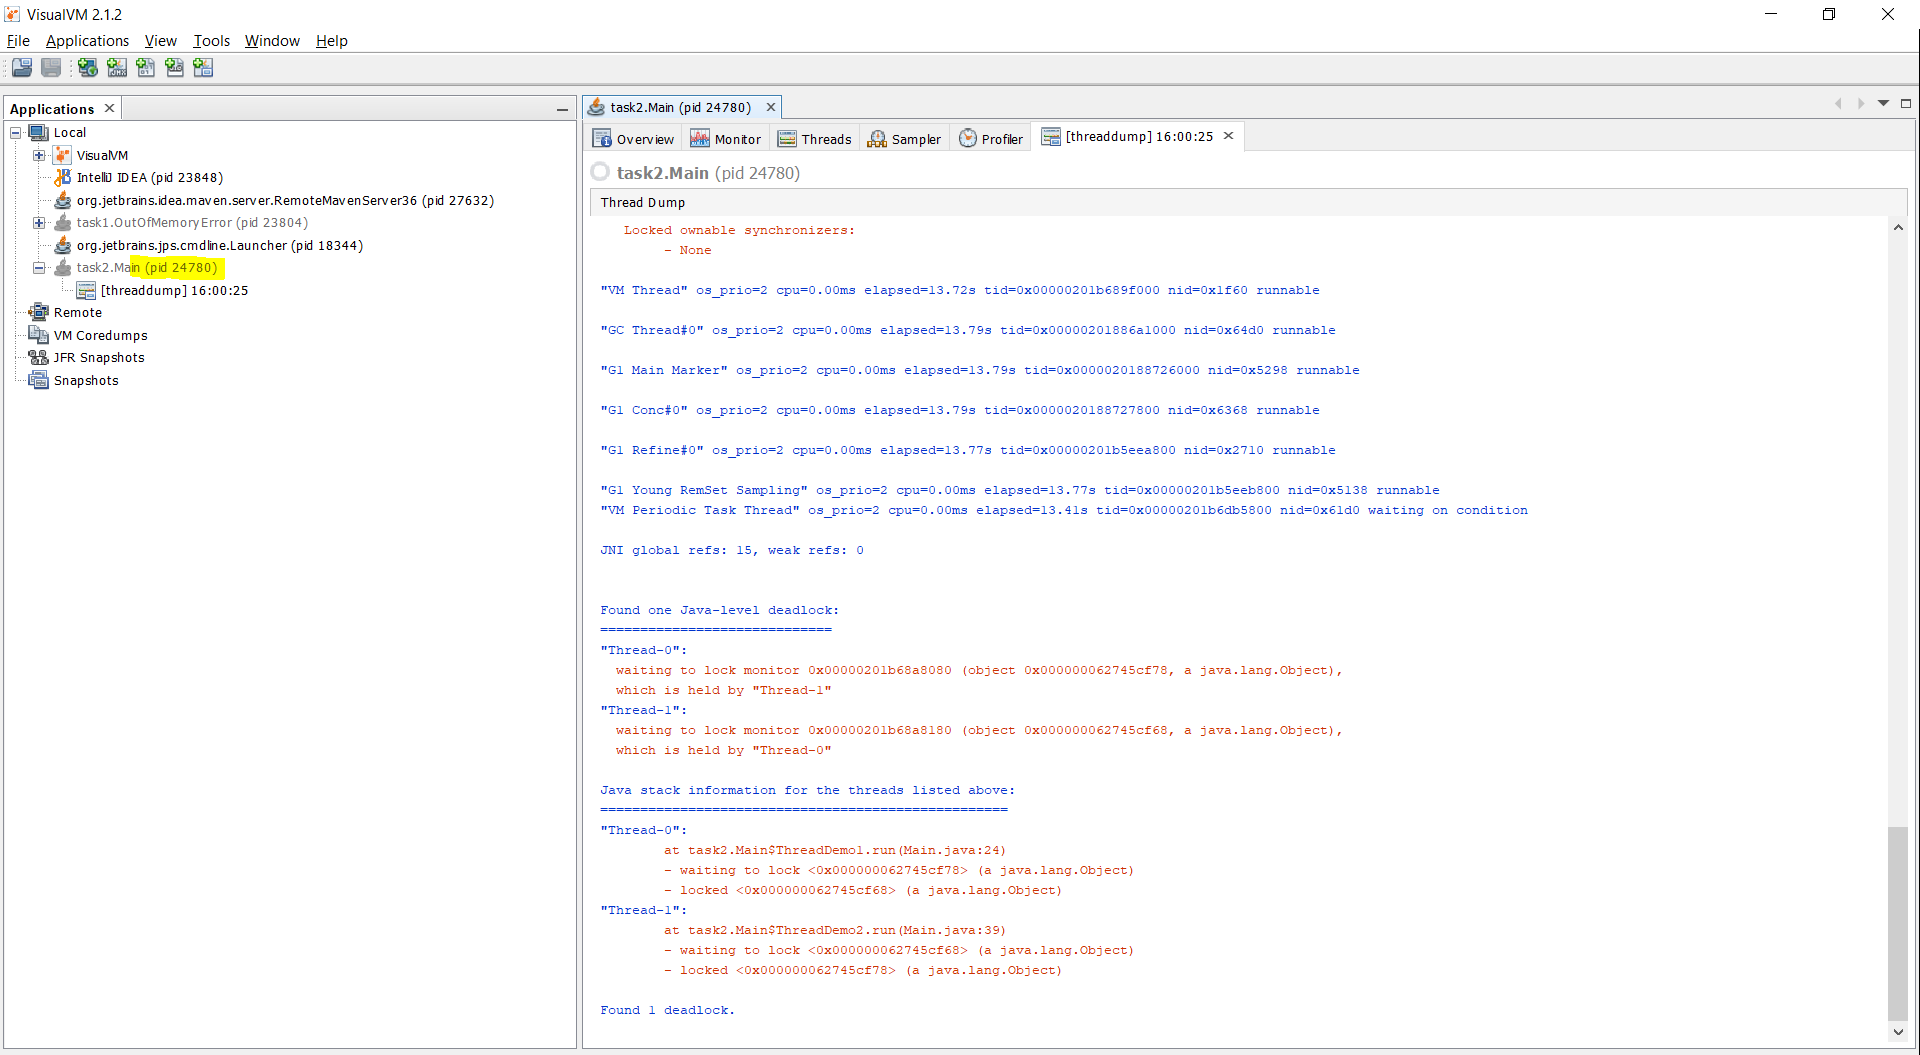 VisualVM 2.1.2
File Applications View Tools Window Help
Applications
Local
VisualVM
IntelliJ IDEA (pid 23848)
org.jetbrains.idea.maven.server.RemoteMavenServer36 (pid 27632)
task1.OutOfMemoryError (pid 23804)
org.jetbrains.jps.cmdline.Launcher (pid 18344)
task2.Main (pid 24780)
[threaddump] 16:00:25
Remote
VM Coredumps
JFR Snapshots
Snapshots
task2.Main (pid 24780)
Overview Monitor Threads Sampler Profiler [threaddump] 16:00:25
task2.Main (pid 24780)
Thread Dump
Locked ownable synchronizers:
- None
"VM Thread" os_prio=2 cpu=0.00ms elapsed=13.72s tid=0x00000201b689f000 nid=0x1f60 runnable
"GC Thread#0" os_prio=2 cpu=0.00ms elapsed=13.79s tid=0x00000201886a1000 nid=0x64d0 runnable
"G1 Main Marker" os_prio=2 cpu=0.00ms elapsed=13.79s tid=0x0000020188726000 nid=0x5298 runnable
"G1 Conc#0" os_prio=2 cpu=0.00ms elapsed=13.79s tid=0x0000020188727800 nid=0x6368 runnable
"G1 Refine#0" os_prio=2 cpu=0.00ms elapsed=13.77s tid=0x00000201b5eea800 nid=0x2710 runnable
"G1 Young RemSet Sampling" os_prio=2 cpu=0.00ms elapsed=13.77s tid=0x00000201b5eeb800 nid=0x5138 runnable
"VM Periodic Task Thread" os_prio=2 cpu=0.00ms elapsed=13.41s tid=0x00000201b6db5800 nid=0x61d0 waiting on condition
JNI global refs: 15, weak refs: 0
Found one Java-level deadlock:
=============================
"Thread-0":
waiting to lock monitor 0x00000201b68a8080 (object 0x000000062745cf78, a java.lang.Object),
which is held by "Thread-1"
"Thread-1":
waiting to lock monitor 0x00000201b68a8180 (object 0x000000062745cf68, a java.lang.Object),
which is held by "Thread-0"
Java stack information for the threads listed above:
===================================================
"Thread-0":
at task2.Main$ThreadDemo1.run(Main.java:24)
- waiting to lock <0x000000062745cf78> (a java.lang.Object)
- locked <0x000000062745cf68> (a java.lang.Object)
"Thread-1":
at task2.Main$ThreadDemo2.run(Main.java:39)
- waiting to lock <0x000000062745cf68> (a java.lang.Object)
- locked <0x000000062745cf78> (a java.lang.Object)
Found 1 deadlock.